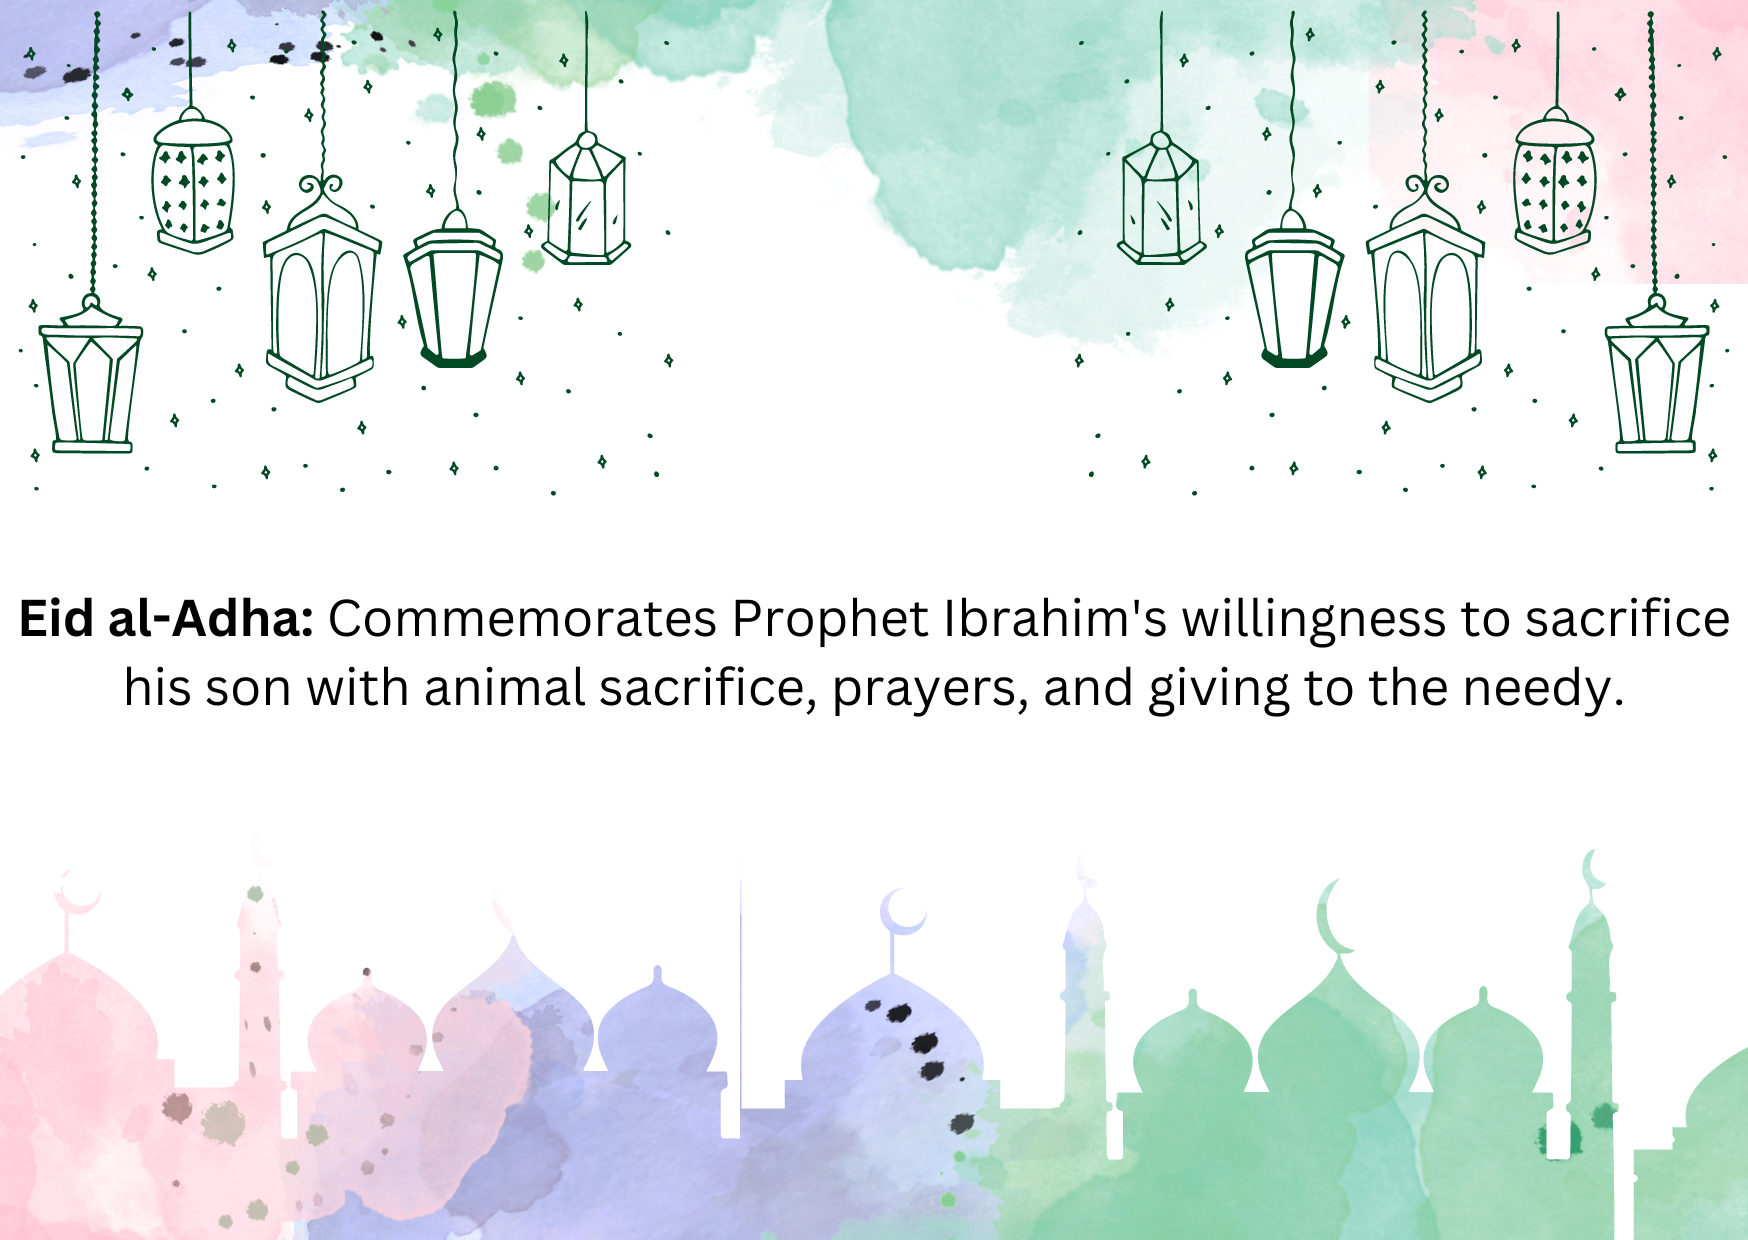 Eid al-Adha: Commemorates Prophet Ibrahim's willingness to sacrifice
his son with animal sacrifice, prayers, and giving to the needy.